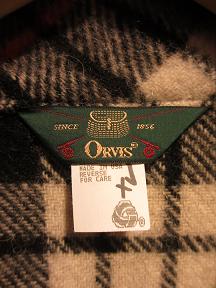 SINCE 1856
ORVIS®
MADE IN USA
REVERSE
FOR CARE